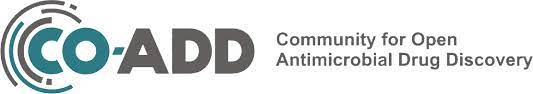 CO-ADD
Community for Open
Antimicrobial Drug Discovery